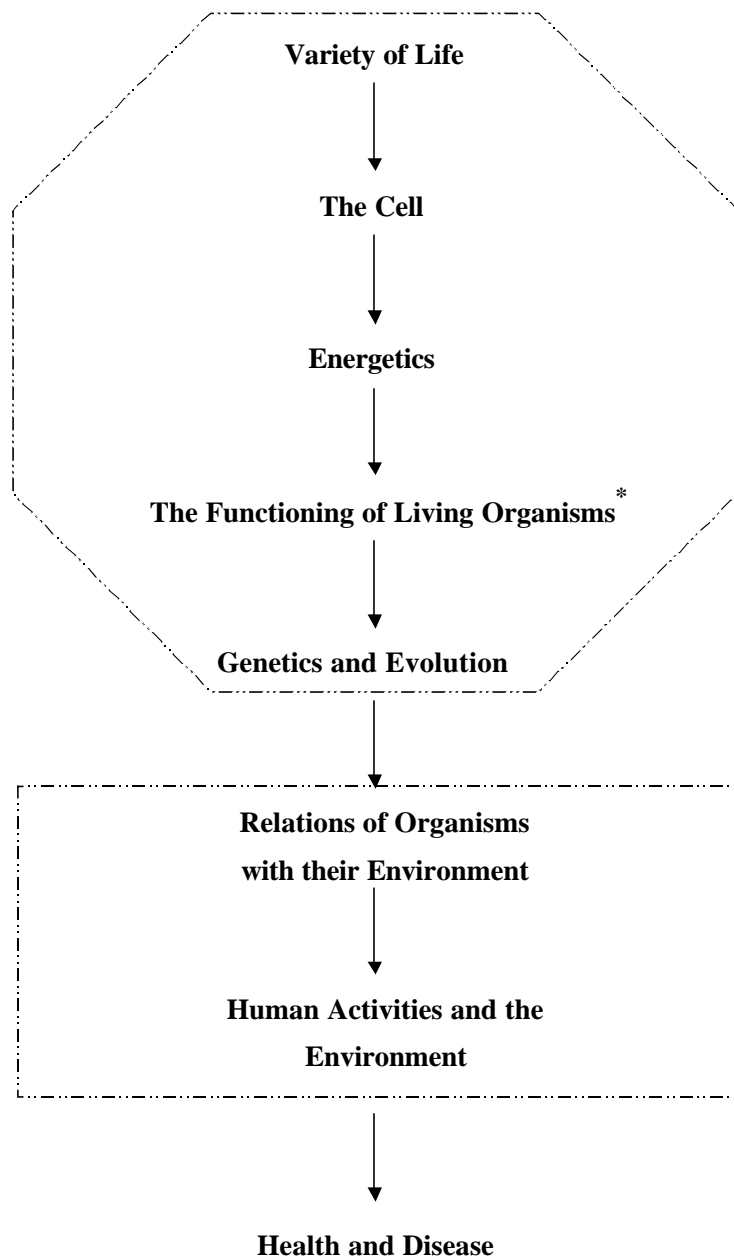 Variety of Life
The Cell
Energetics
The Functioning of Living Organisms*
Genetics and Evolution
Relations of Organisms
with their Environment
Human Activities and the
Environment
Health and Disease